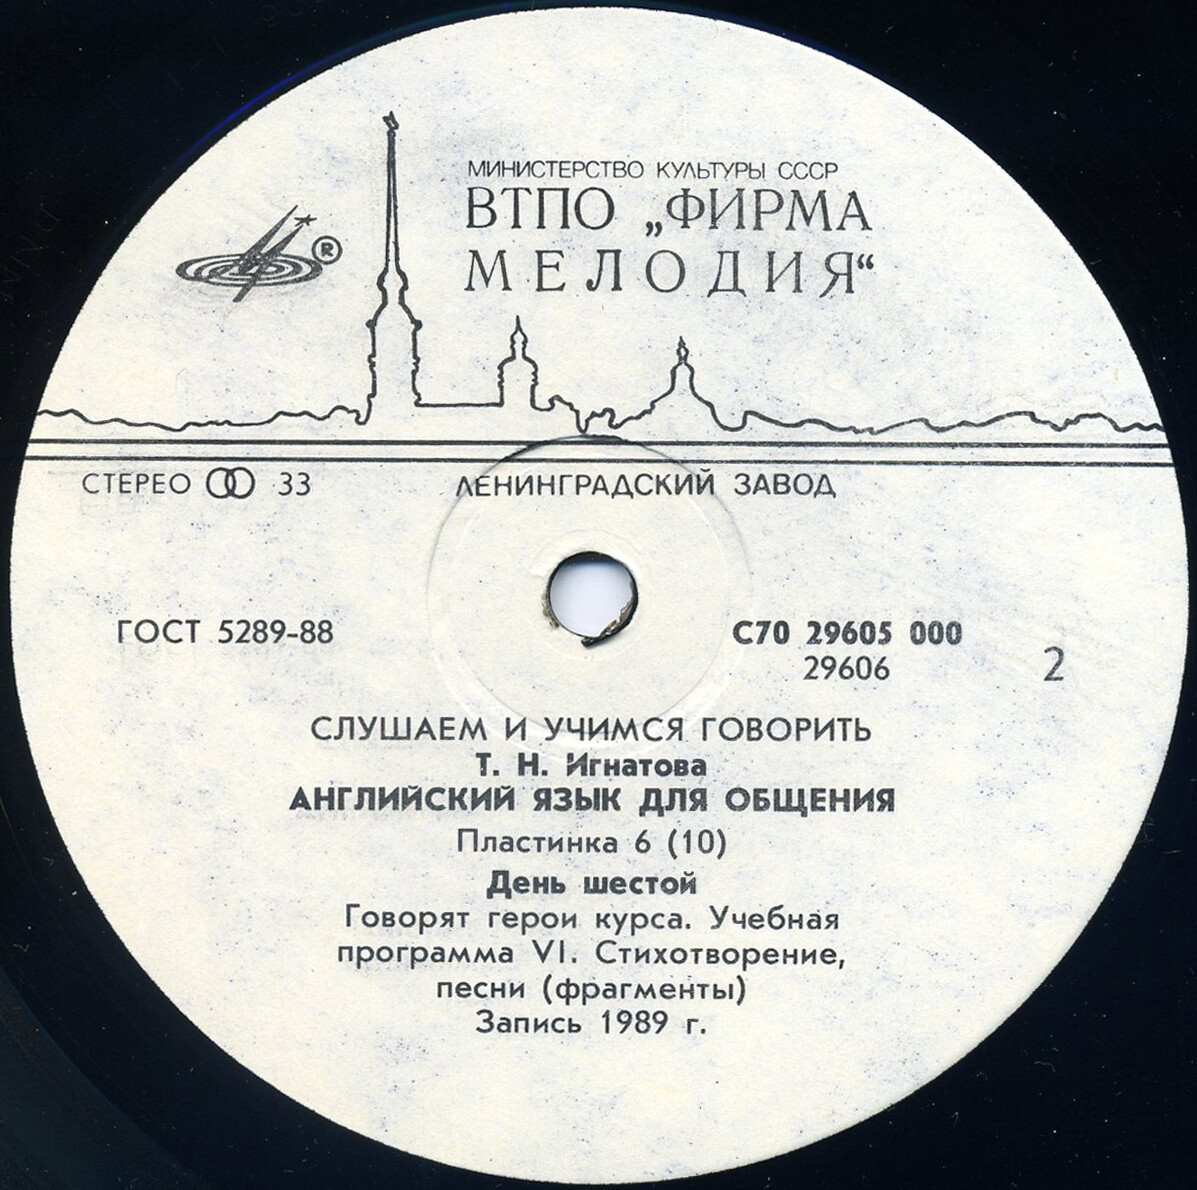 МИНИСТЕРСТВО КУЛЬТУРЫ СССР
ВТПО „ФИРМА
МЕЛОДИЯ“
®
СТЕРЕО 33
ЛЕНИНГРАДСКИЙ ЗАВОД
ГОСТ 5289-88
С70 29605 000
29606
2
СЛУШАЕМ И УЧИМСЯ ГОВОРИТЬ
Т. Н. Игнатова
АНГЛИЙСКИЙ ЯЗЫК ДЛЯ ОБЩЕНИЯ
Пластинка 6 (10)
День шестой
Говорят герои курса. Учебная
программа VI. Стихотворение,
песни (фрагменты)
Запись 1989 г.